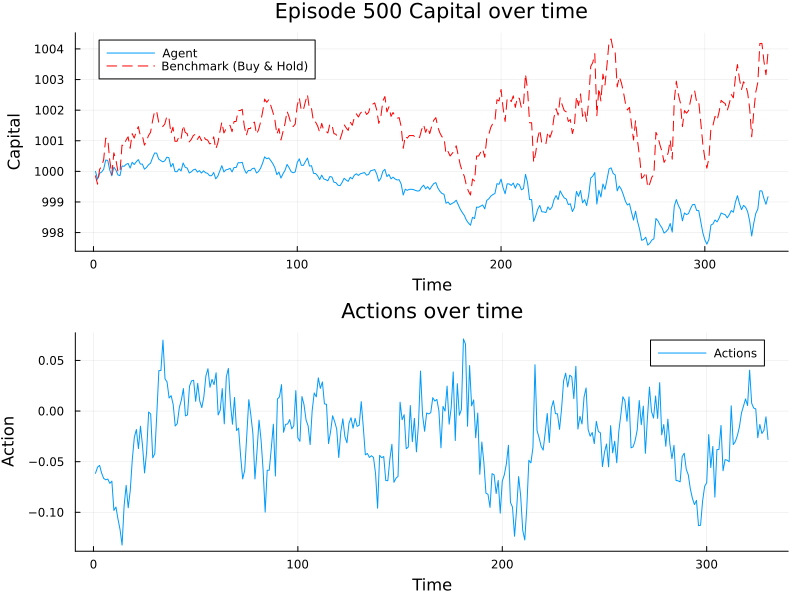 Episode 500 Capital over time
Capital
1004
1003
1002
1001
1000
999
998
Agent
Benchmark (Buy & Hold)
0 100 200 300
Time
Actions over time
Action
0.05
0.00
−0.05
−0.10
Actions
0 100 200 300
Time